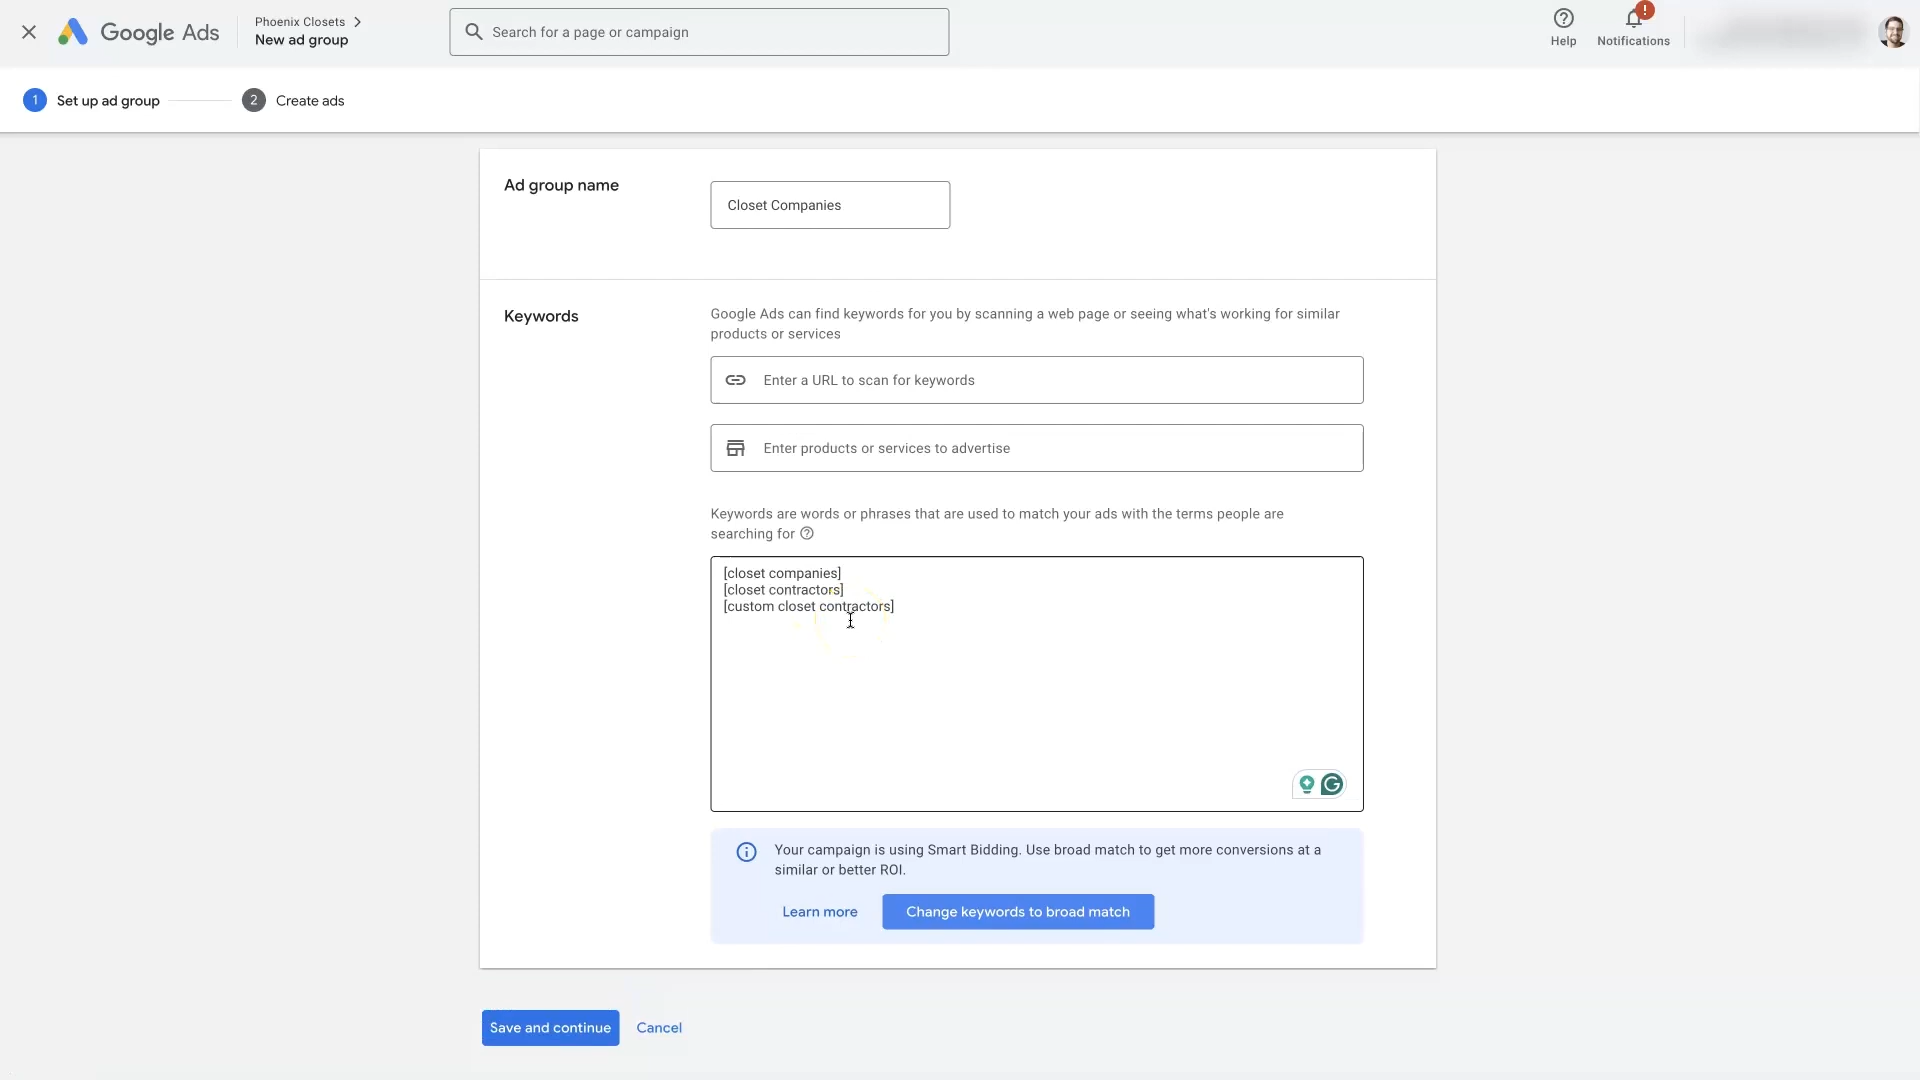 Google Ads
Phoenix Closets
New ad group
Search for a page or campaign
Help
!
Notifications
1 Set up ad group
2 Create ads
Ad group name
Closet Companies
Keywords
Google Ads can find keywords for you by scanning a web page or seeing what's working for similar
products or services
Enter a URL to scan for keywords
Enter products or services to advertise
Keywords are words or phrases that are used to match your ads with the terms people are
searching for
[closet companies]
[closet contractors]
[custom closet contractors]
Your campaign is using Smart Bidding. Use broad match to get more conversions at a
similar or better ROI.
Learn more
Change keywords to broad match
Save and continue
Cancel